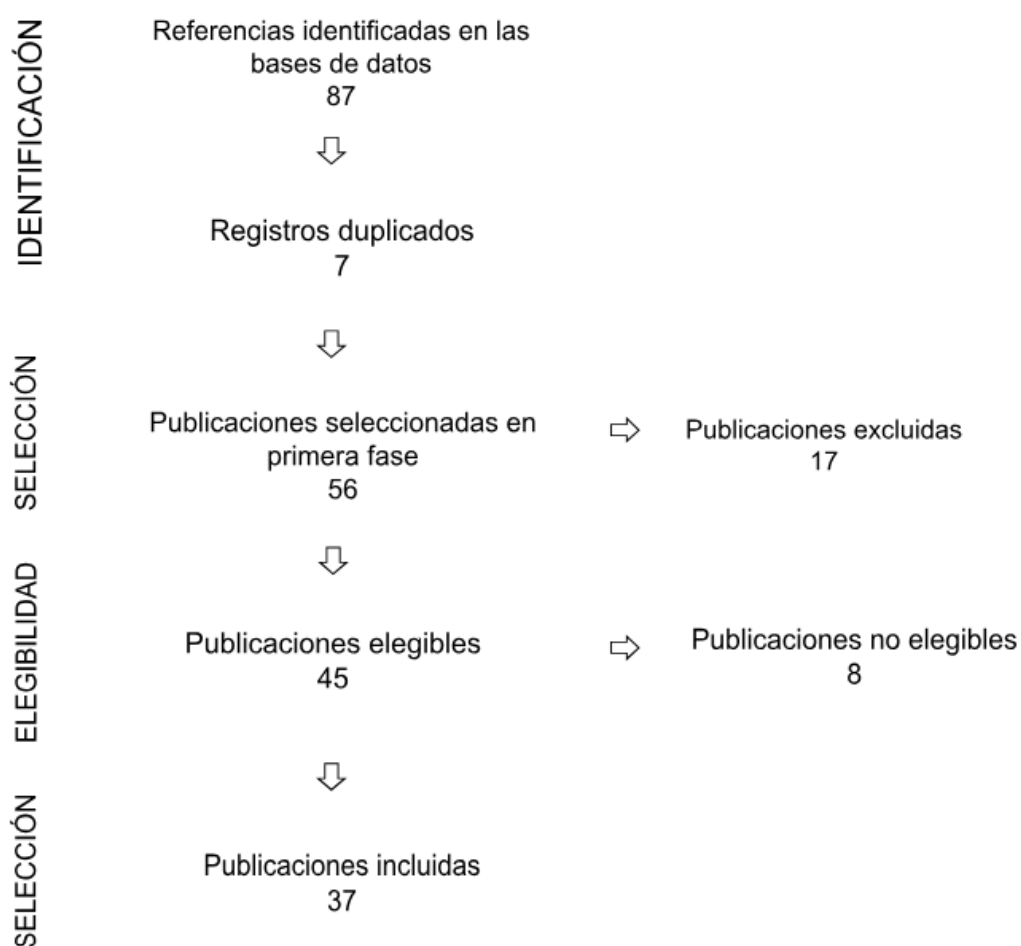 IDENTIFICACIÓN
Referencias identificadas en las
bases de datos
87
Registros duplicados
7
SELECCIÓN
Publicaciones seleccionadas en
primera fase
56
Publicaciones excluidas
17
ELEGIBILIDAD
Publicaciones elegibles
45
Publicaciones no elegibles
8
SELECCIÓN
Publicaciones incluidas
37